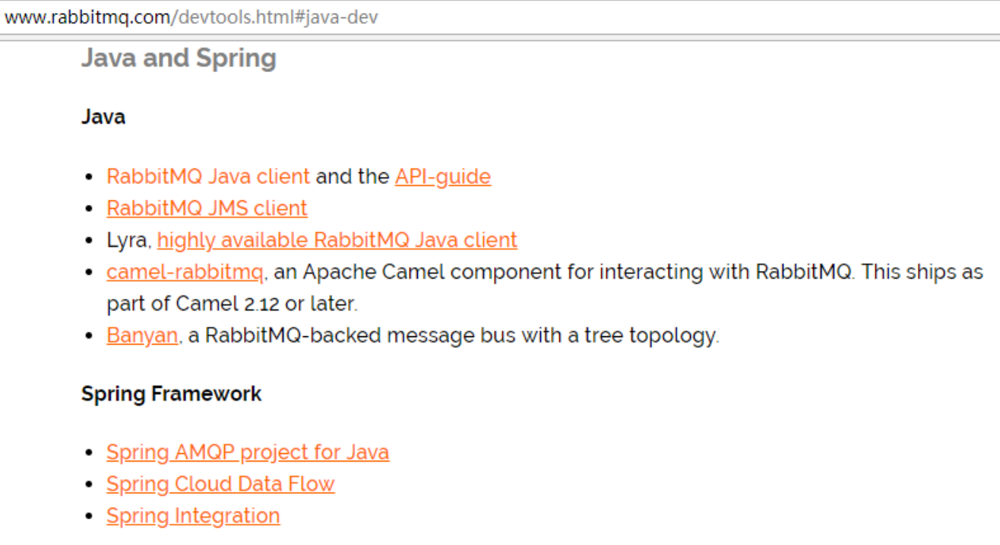 www.rabbitmq.com/devtools.html#java-dev
Java and Spring
Java
• RabbitMQ Java client and the API-guide
• RabbitMQ JMS client
• Lyra, highly available RabbitMQ Java client
• camel-rabbitmq, an Apache Camel component for interacting with RabbitMQ. This ships as
part of Camel 2.12 or later.
• Banyan, a RabbitMQ-backed message bus with a tree topology.
Spring Framework
• Spring AMQP project for Java
• Spring Cloud Data Flow
• Spring Integration